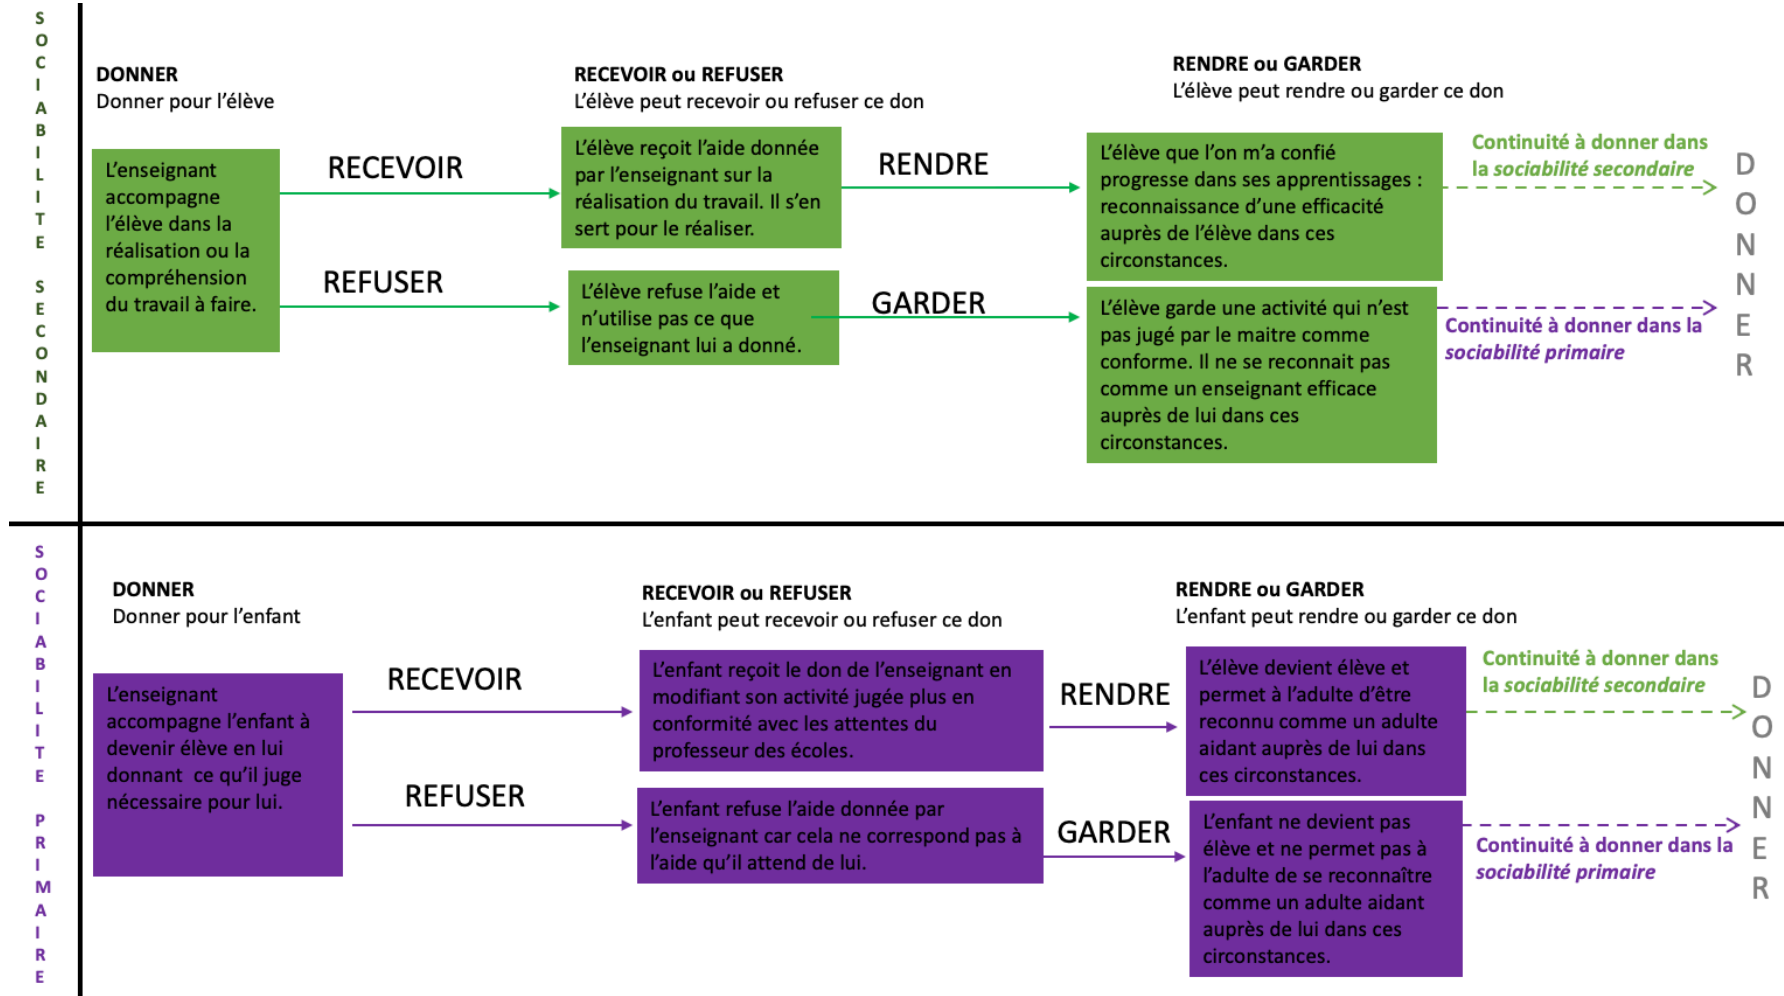 SOCIABILITE SECONDAIRE
DONNER
Donner pour l'élève
RECEVOIR ou REFUSER
L'élève peut recevoir ou refuser ce don
RENDRE ou GARDER
L'élève peut rendre ou garder ce don
L'enseignant
accompagne
l'élève dans la
réalisation ou la
compréhension
du travail à faire.
RECEVOIR
L'élève reçoit l'aide donnée
par l'enseignant sur la
réalisation du travail. Il s'en
sert pour le réaliser.
RENDRE
L'élève que l'on m'a confié
progresse dans ses apprentissages :
reconnaissance d'une efficacité
auprès de l'élève dans ces
circonstances.
Continuité à donner dans
la sociabilité secondaire
REFUSER
L'élève refuse l'aide et
n'utilise pas ce que
l'enseignant lui a donné.
GARDER
L'élève garde une activité qui n'est
pas jugé par le maitre comme
conforme. Il ne se reconnait pas
comme un enseignant efficace
auprès de lui dans ces
circonstances.
Continuité à donner dans la
sociabilité primaire
DONNER
SOCIABILITE PRIMAIRE
DONNER
Donner pour l'enfant
RECEVOIR ou REFUSER
L'enfant peut recevoir ou refuser ce don
RENDRE ou GARDER
L'enfant peut rendre ou garder ce don
L'enseignant
accompagne l'enfant à
devenir élève en lui
donnant ce qu'il juge
nécessaire pour lui.
RECEVOIR
L'enfant reçoit le don de l'enseignant en
modifiant son activité jugée plus en
conformité avec les attentes du
professeur des écoles.
RENDRE
L'élève devient élève et
permet à l'adulte d'être
reconnu comme un adulte
aidant auprès de lui dans
ces circonstances.
Continuité à donner dans
la sociabilité secondaire
REFUSER
L'enfant refuse l'aide donnée par
l'enseignant car cela ne correspond pas à
l'aide qu'il attend de lui.
GARDER
L'enfant ne devient pas
élève et ne permet pas à
l'adulte de se reconnaître
comme un adulte aidant
auprès de lui dans ces
circonstances.
Continuité à donner dans la
sociabilité primaire
DONNER